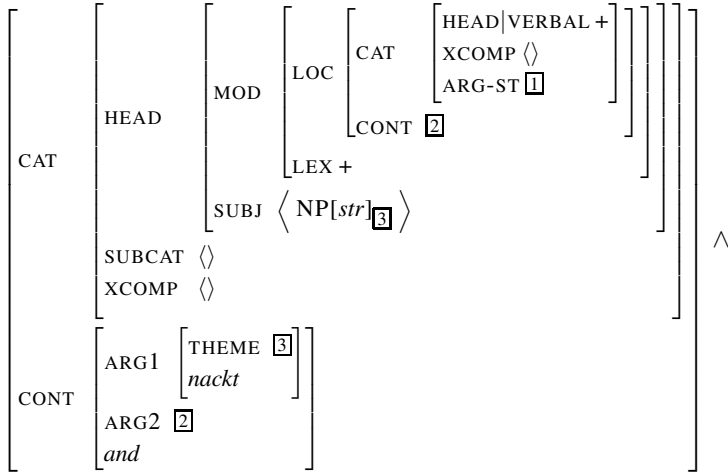 HEAD|VERBAL +
CAT XCOMP ⟨⟩
LOC ARG-ST 1
MOD
CONT 2
HEAD
LEX +
CAT
SUBJ ⟨ NP[str]3 ⟩
∧
SUBCAT ⟨⟩
XCOMP ⟨⟩
ARG1 THEME 3
nackt
CONT
ARG2 2
and